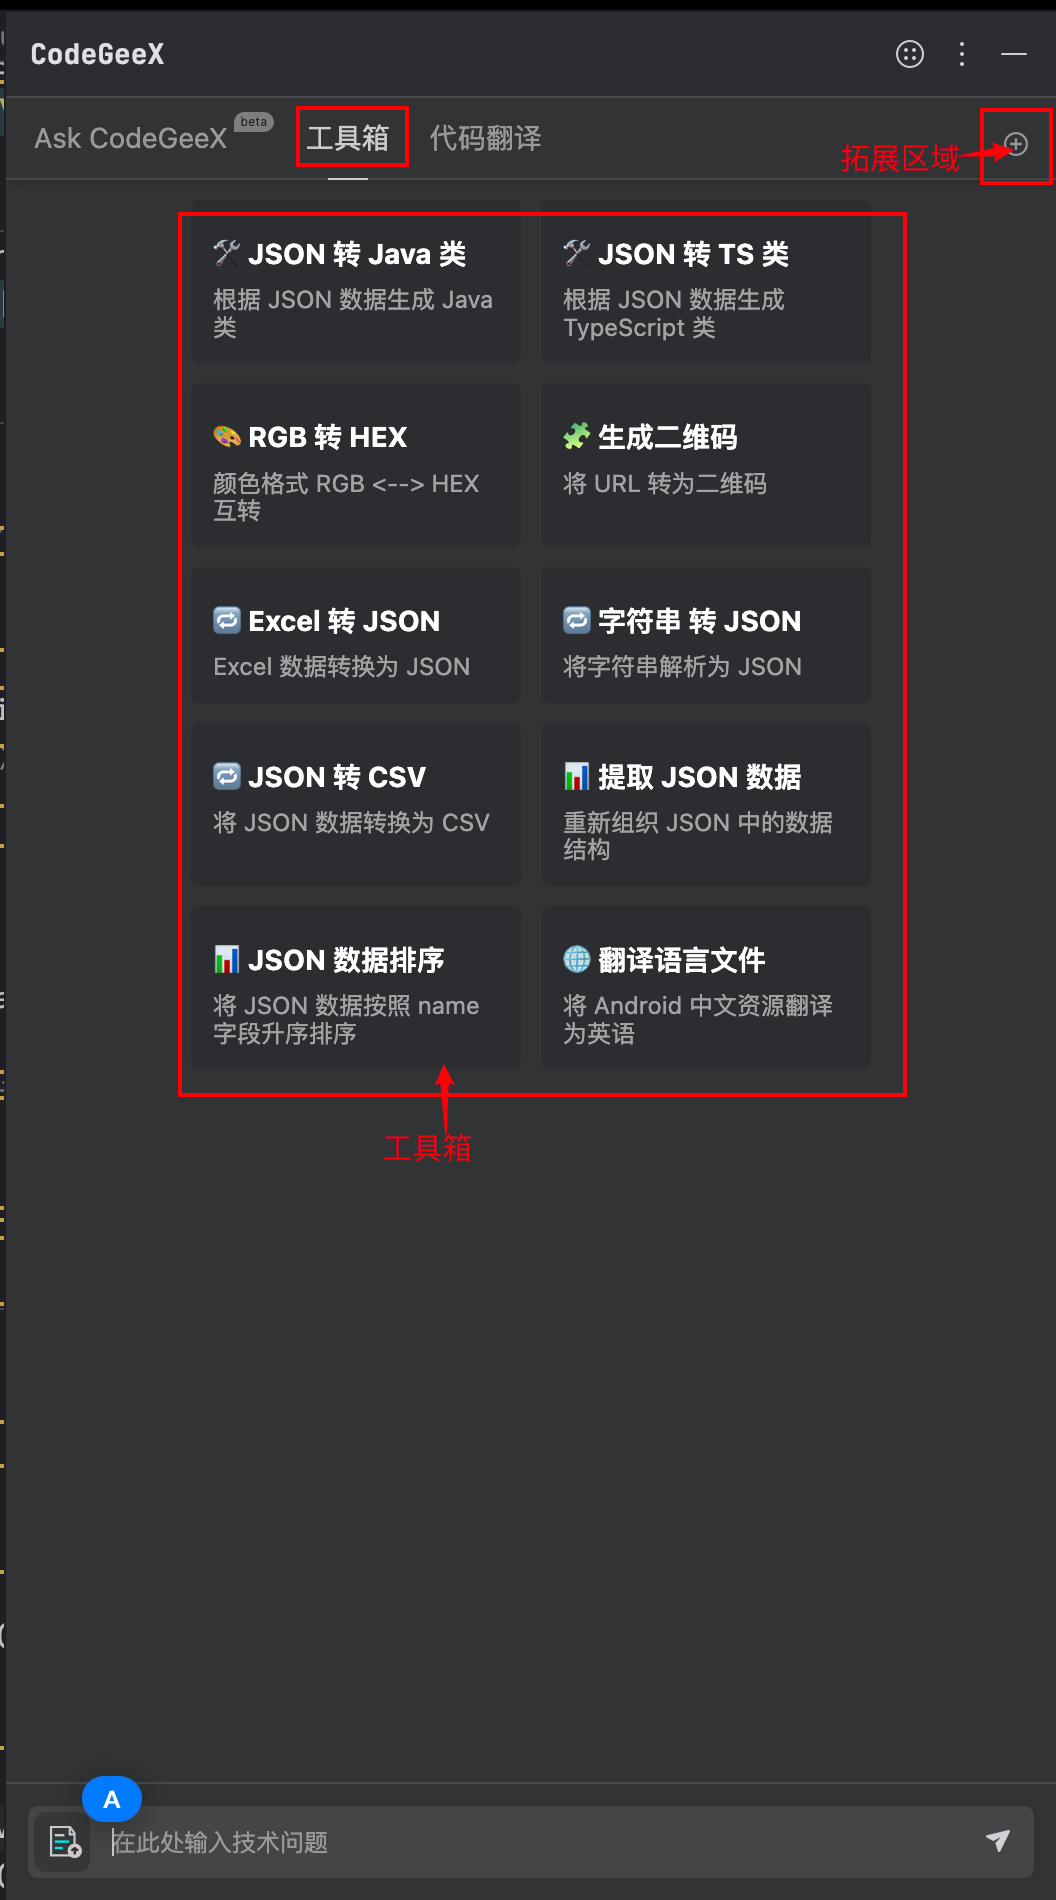 CodeGeeX
Ask CodeGeeX beta 工具箱 代码翻译
拓展区域
🛠 JSON 转 Java 类
根据 JSON 数据生成 Java
类
🛠 JSON 转 TS 类
根据 JSON 数据生成
TypeScript 类
🎨 RGB 转 HEX
颜色格式 RGB <--> HEX
互转
🧩 生成二维码
将 URL 转为二维码
🔁 Excel 转 JSON
Excel 数据转换为 JSON
🔁 字符串 转 JSON
将字符串解析为 JSON
🔁 JSON 转 CSV
将 JSON 数据转换为 CSV
📊 提取 JSON 数据
重新组织 JSON 中的数据
结构
📊 JSON 数据排序
将 JSON 数据按照 name
字段升序排序
🌐 翻译语言文件
将 Android 中文资源翻译
为英语
工具箱
A
在此处输入技术问题